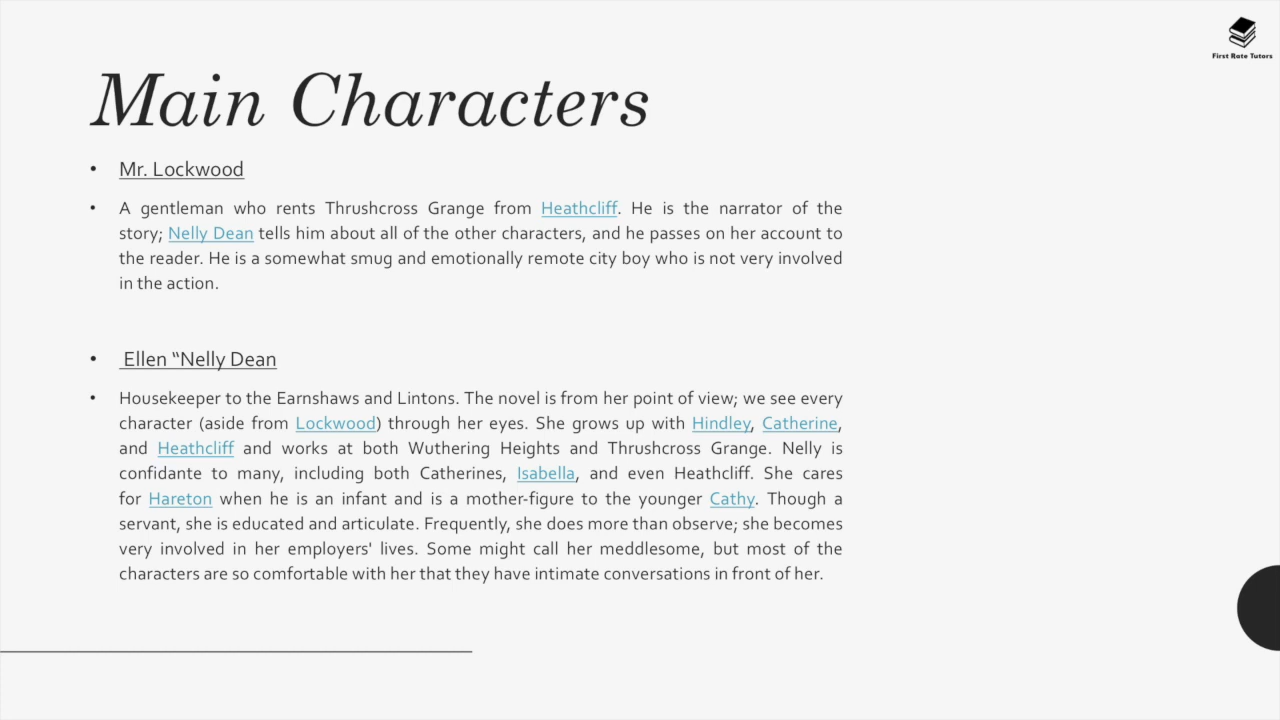 First Rate Tutors
Main Characters
• Mr. Lockwood
• A gentleman who rents Thrushcross Grange from Heathcliff. He is the narrator of the
story; Nelly Dean tells him about all of the other characters, and he passes on her account to
the reader. He is a somewhat smug and emotionally remote city boy who is not very involved
in the action.
• Ellen “Nelly Dean
• Housekeeper to the Earnshaws and Lintons. The novel is from her point of view; we see every
character (aside from Lockwood) through her eyes. She grows up with Hindley, Catherine,
and Heathcliff and works at both Wuthering Heights and Thrushcross Grange. Nelly is
confidante to many, including both Catherines, Isabella, and even Heathcliff. She cares
for Hareton when he is an infant and is a mother-figure to the younger Cathy. Though a
servant, she is educated and articulate. Frequently, she does more than observe; she becomes
very involved in her employers' lives. Some might call her meddlesome, but most of the
characters are so comfortable with her that they have intimate conversations in front of her.